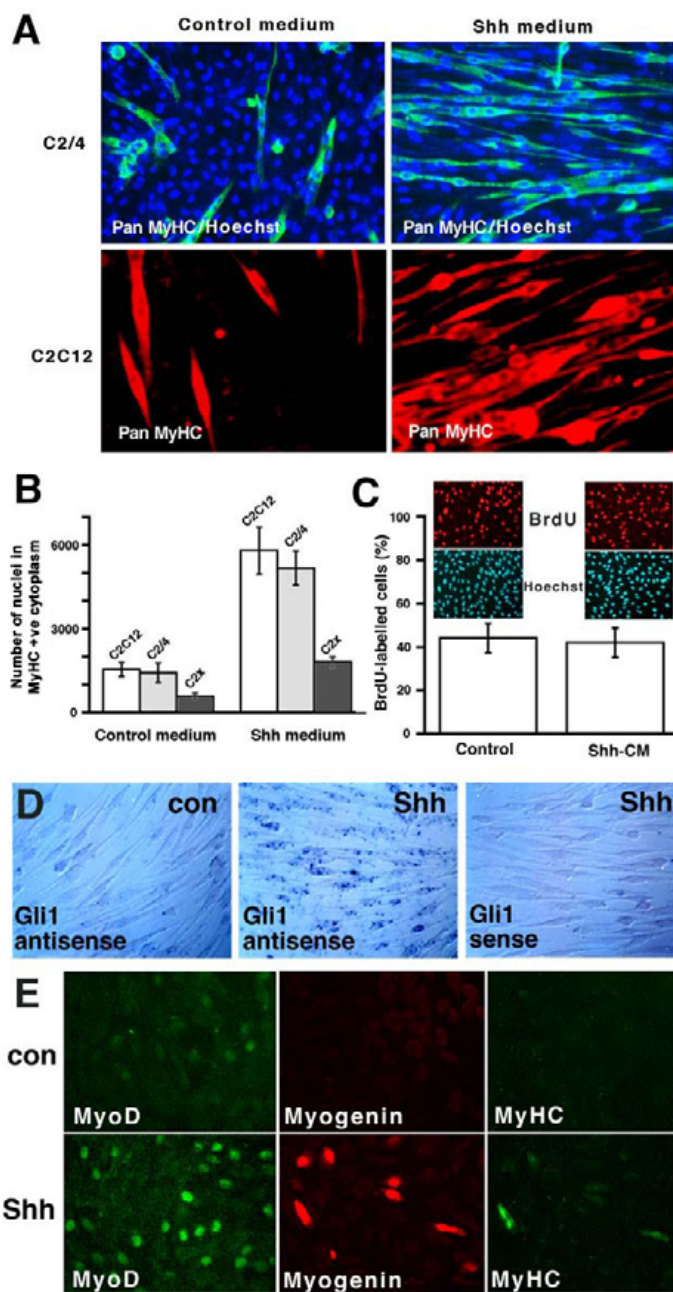 A
Control medium
Shh medium
C2/4
Pan MyHC/Hoechst
Pan MyHC/Hoechst
C2C12
Pan MyHC
Pan MyHC
B
Number of nuclei in
MyHC +ve cytoplasm
6000
3000
0
C2C12
C2/4
C2x
C2C12
C2/4
C2x
Control medium
Shh medium
C
BrdU-labelled cells (%)
100
80
60
40
20
0
BrdU
Hoechst
Control
Shh-CM
D
con
Gli1
antisense
Shh
Gli1
antisense
Shh
Gli1
sense
E
con
MyoD
Myogenin
MyHC
Shh
MyoD
Myogenin
MyHC